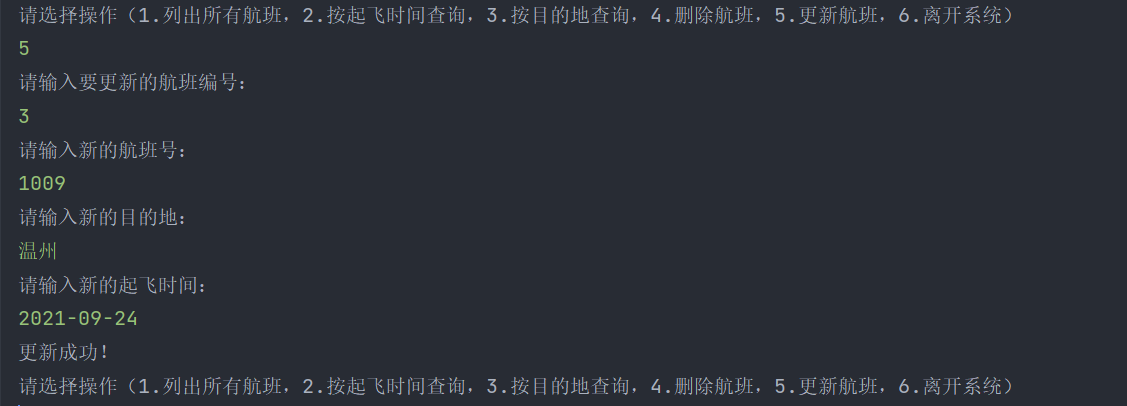 请选择操作（1.列出所有航班，2.按起飞时间查询，3.按目的地查询，4.删除航班，5.更新航班，6.离开系统）
5
请输入要更新的航班编号：
3
请输入新的航班号：
1009
请输入新的目的地：
温州
请输入新的起飞时间：
2021-09-24
更新成功！
请选择操作（1.列出所有航班，2.按起飞时间查询，3.按目的地查询，4.删除航班，5.更新航班，6.离开系统）